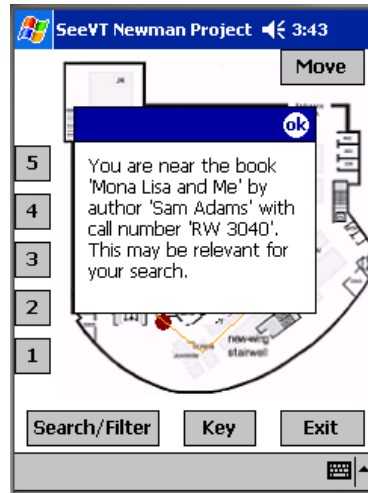 SeeVT Newman Project 3:43
Move
ok
You are near the book
'Mona Lisa and Me' by
author 'Sam Adams' with
call number 'RW 3040'.
This may be relevant for
your search.
5
4
3
2
1
new-wing
stairwell
Search/Filter Key Exit